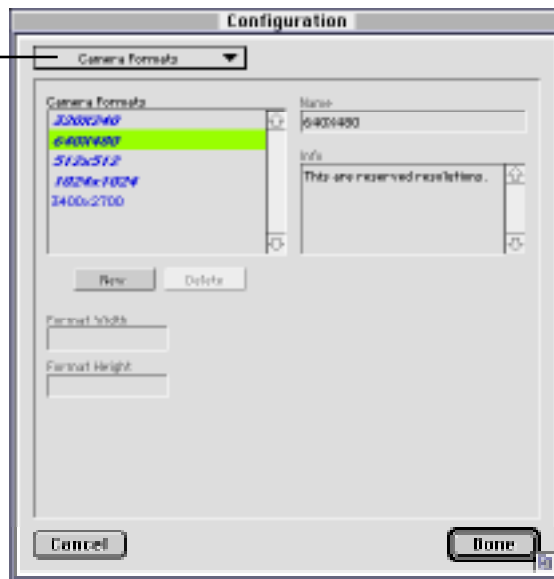 Configuration
Camera Formats
Camera Formats
320X240
640X480
512x512
1024x1024
3400x2700
Name
640X480
Info
This are reserved resolutions.
New
Delete
Format Width
Format Height
Cancel
Done